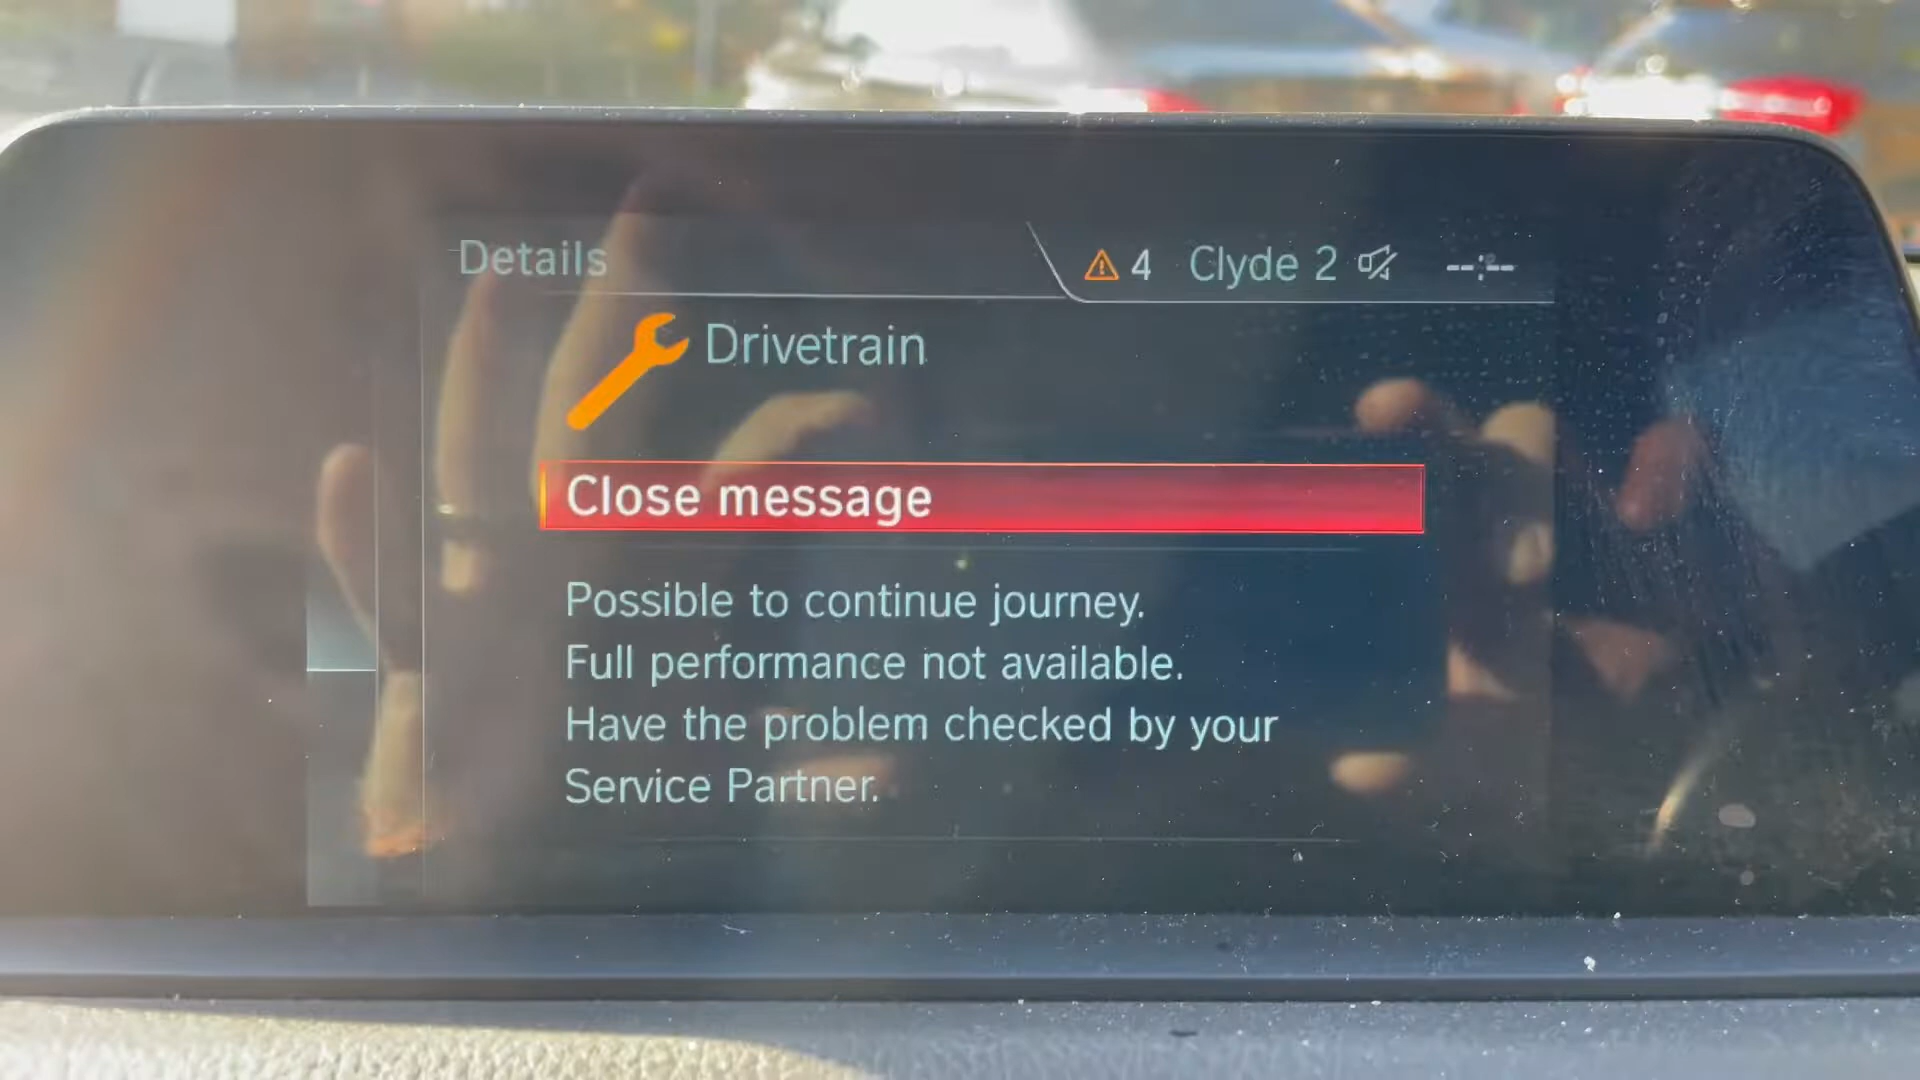 Details
4 Clyde 2 --:--
Drivetrain
Close message
Possible to continue journey.
Full performance not available.
Have the problem checked by your
Service Partner.